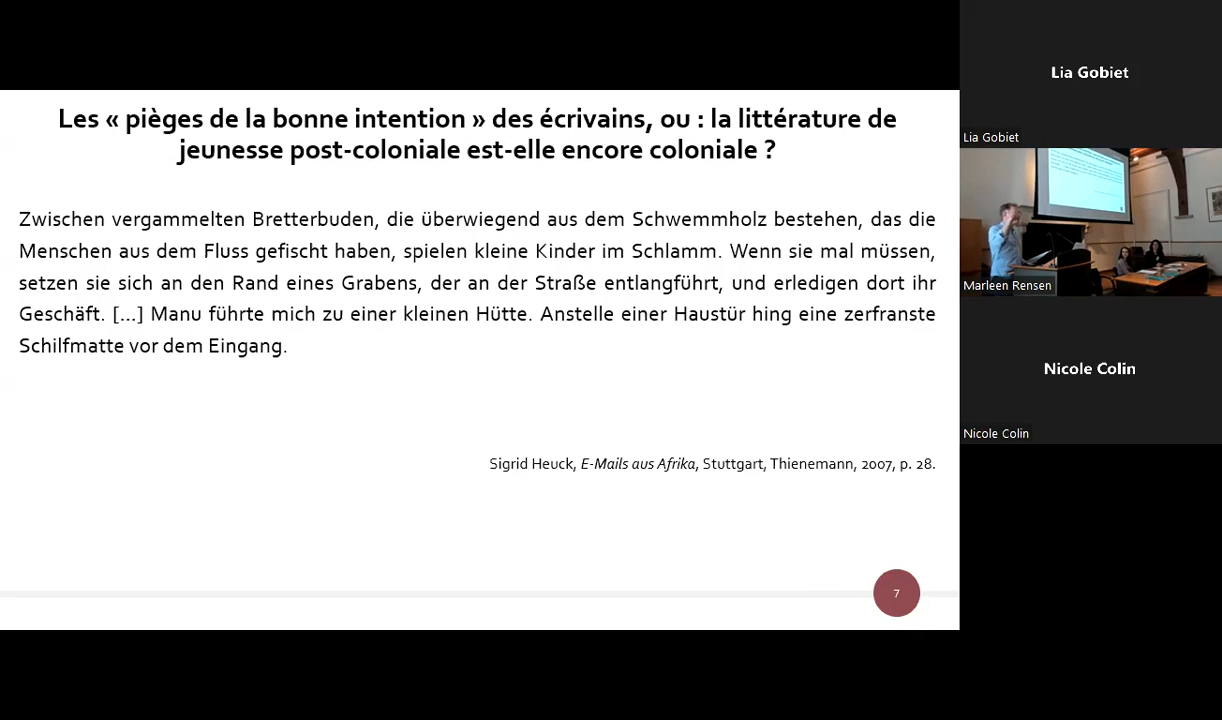 Les « pièges de la bonne intention » des écrivains, ou : la littérature de
jeunesse post-coloniale est-elle encore coloniale ?
Zwischen vergammelten Bretterbuden, die überwiegend aus dem Schwemmholz bestehen, das die
Menschen aus dem Fluss gefischt haben, spielen kleine Kinder im Schlamm. Wenn sie mal müssen,
setzen sie sich an den Rand eines Grabens, der an der Straße entlangführt, und erledigen dort ihr
Geschäft. [...] Manu führte mich zu einer kleinen Hütte. Anstelle einer Haustür hing eine zerfranste
Schilfmatte vor dem Eingang.
Sigrid Heuck, E-Mails aus Afrika, Stuttgart, Thienemann, 2007, p. 28.
7
Lia Gobiet
Lia Gobiet
Marleen Rensen
Nicole Colin
Nicole Colin